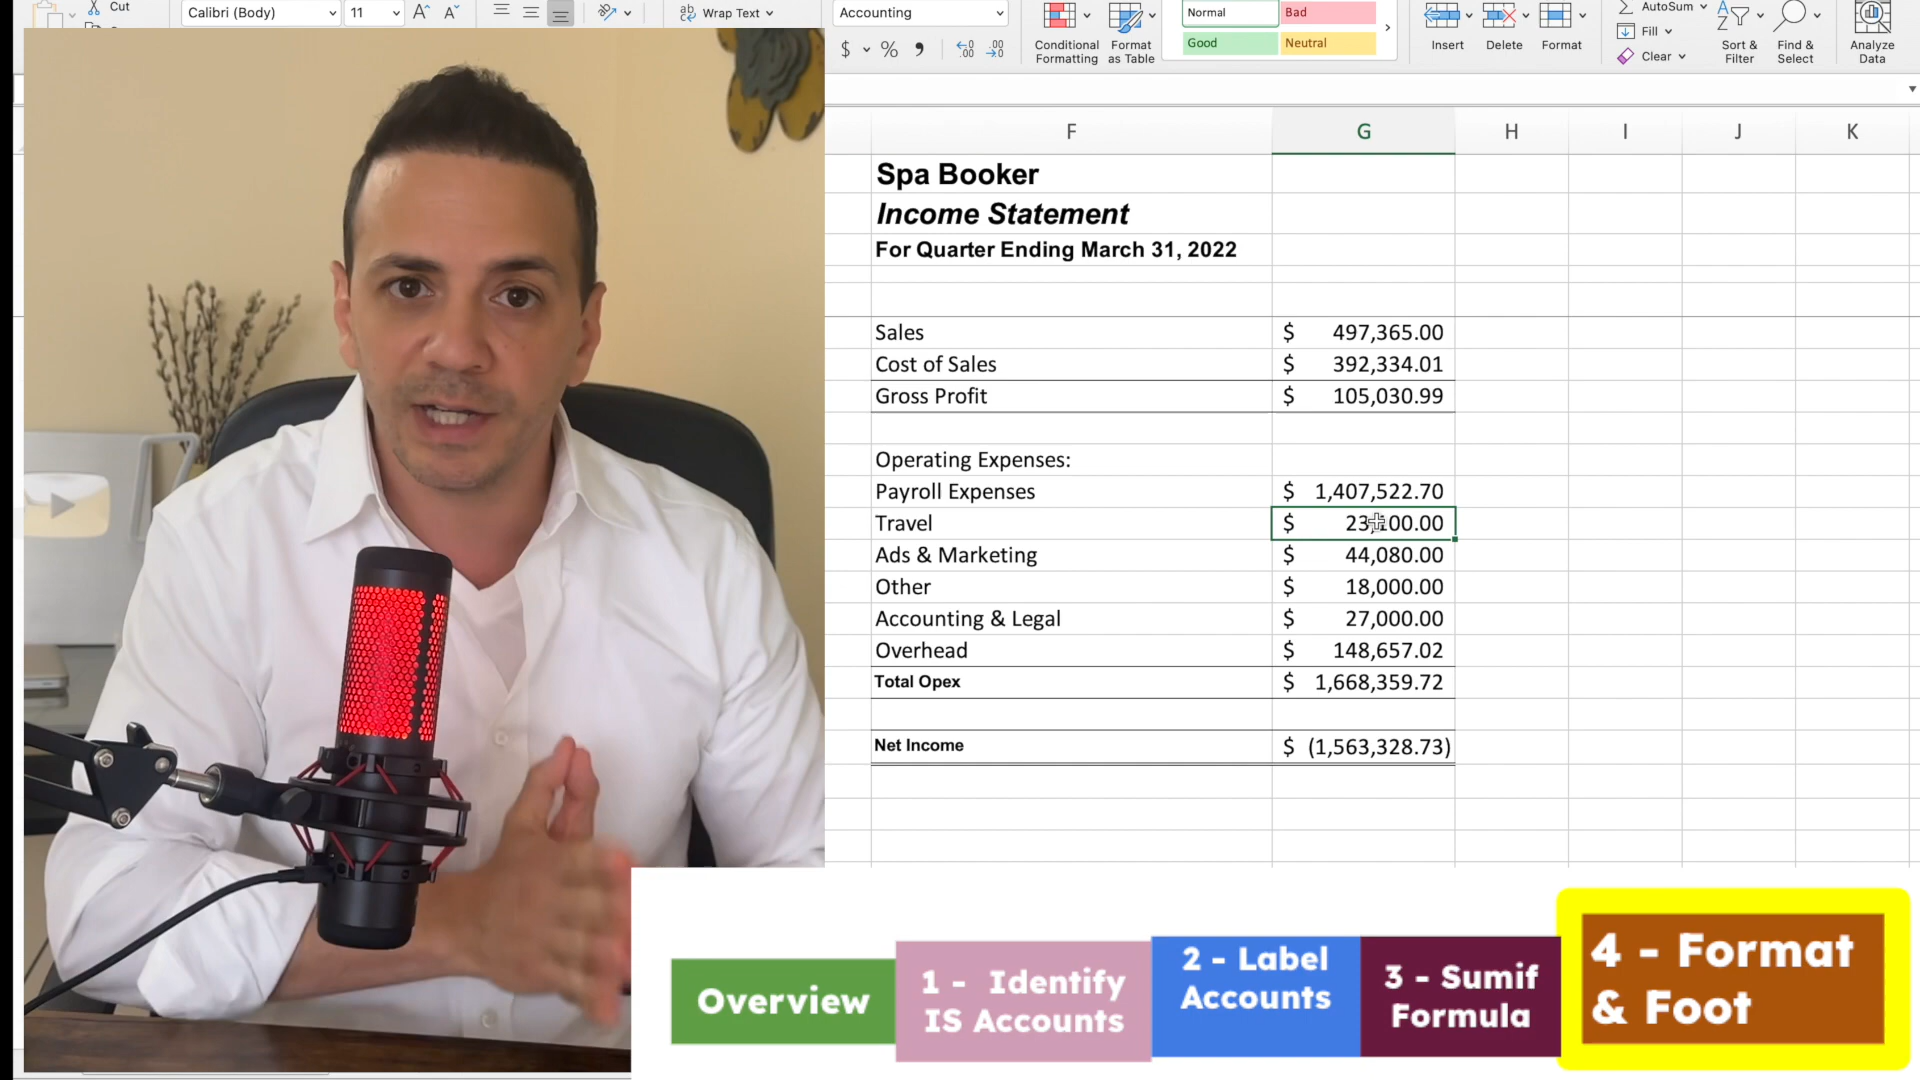 Cut
Calibri (Body)
11
Wrap Text
Accounting
$ % ,
Conditional Formatting
Format as Table
Normal
Bad
Good
Neutral
Insert
Delete
Format
AutoSum
Fill
Clear
Sort & Filter
Find & Select
Analyze Data
F G H I J K
Spa Booker
Income Statement
For Quarter Ending March 31, 2022
Sales $ 497,365.00
Cost of Sales $ 392,334.01
Gross Profit $ 105,030.99
Operating Expenses:
Payroll Expenses $ 1,407,522.70
Travel $
Ads & Marketing $ 44,080.00
Other $ 18,000.00
Accounting & Legal $ 27,000.00
Overhead $ 148,657.02
Total Opex $ 1,668,359.72
Net Income $ (1,563,328.73)
Overview
1 - Identify
IS Accounts
2 - Label
Accounts
3 - Sumif
Formula
4 - Format
& Foot